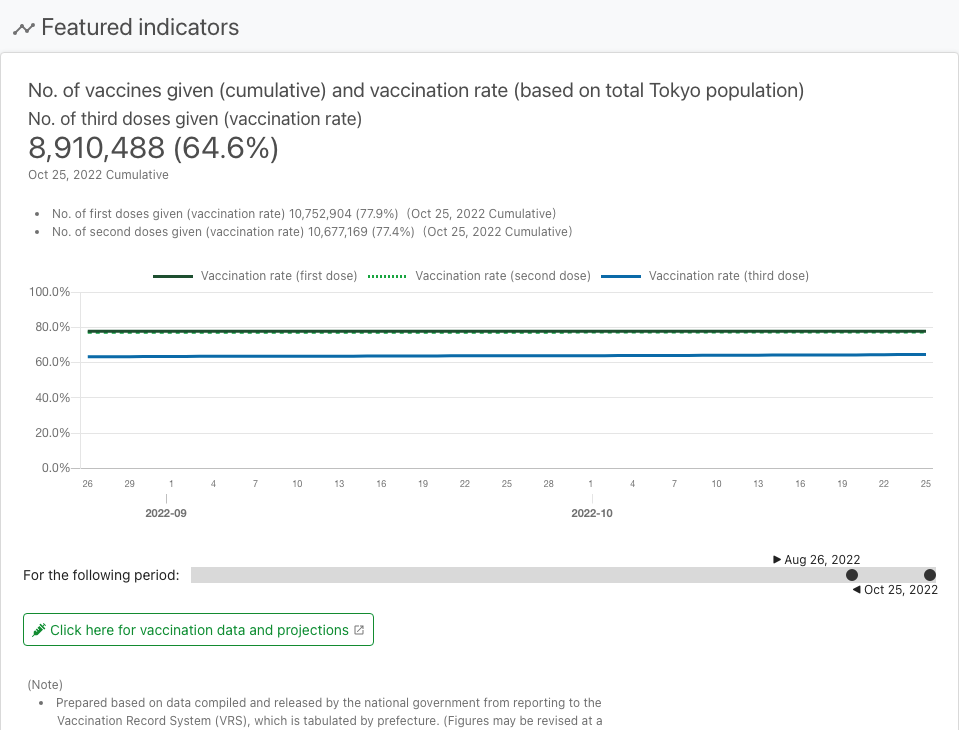 Featured indicators
No. of vaccines given (cumulative) and vaccination rate (based on total Tokyo population)
No. of third doses given (vaccination rate)
8,910,488 (64.6%)
Oct 25, 2022 Cumulative
• No. of first doses given (vaccination rate) 10,752,904 (77.9%) (Oct 25, 2022 Cumulative)
• No. of second doses given (vaccination rate) 10,677,169 (77.4%) (Oct 25, 2022 Cumulative)
Vaccination rate (first dose) Vaccination rate (second dose) Vaccination rate (third dose)
100.0%
80.0%
60.0%
40.0%
20.0%
0.0%
26 29 1 4 7 10 13 16 19 22 25 28 1 4 7 10 13 16 19 22 25
2022-09 2022-10
▶ Aug 26, 2022
For the following period:
◀ Oct 25, 2022
Click here for vaccination data and projections
(Note)
• Prepared based on data compiled and released by the national government from reporting to the
Vaccination Record System (VRS), which is tabulated by prefecture. (Figures may be revised at a